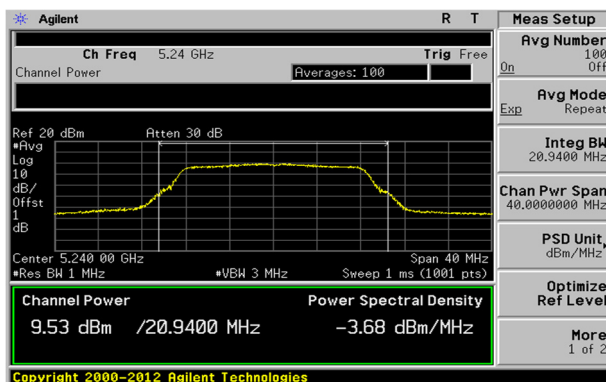 Agilent R T Meas Setup
Ch Freq 5.24 GHz Trig Free
Channel Power Averages: 100
Avg Number
100
On Off
Avg Mode
Exp Repeat
Integ BW
20.9400 MHz
Chan Pwr Span
40.0000000 MHz
PSD Unit
dBm/MHz
Optimize
Ref Level
More
1 of 2
Ref 20 dBm Atten 30 dB
#Avg
Log
10
dB/
Offst
1
dB
Center 5.240 00 GHz Span 40 MHz
#Res BW 1 MHz #VBW 3 MHz Sweep 1 ms (1001 pts)
Channel Power Power Spectral Density
9.53 dBm /20.9400 MHz -3.68 dBm/MHz
Copyright 2000-2012 Agilent Technologies